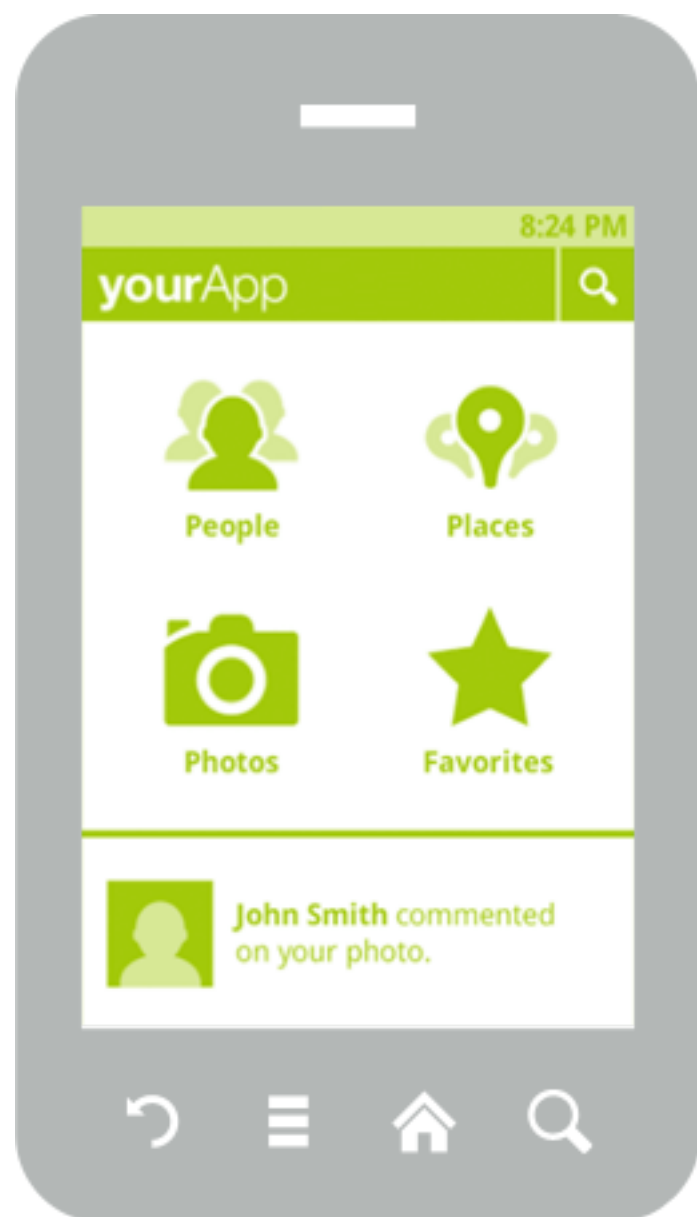 8:24 PM
yourApp
People
Places
Photos
Favorites
John Smith commented
on your photo.